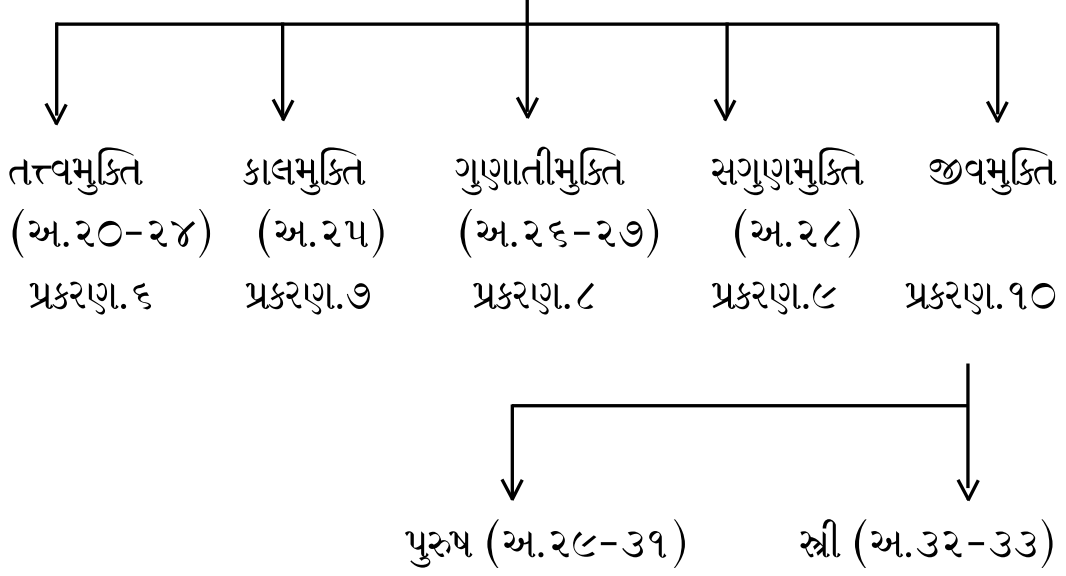 તત્ત્વમુક્તિ કાલમુક્તિ ગુણાતીમુક્તિ સગુણમુક્તિ જીવમુક્તિ
(અ.૨૦-૨૪) (અ.૨૫) (અ.૨૬-૨૭) (અ.૨૮)
પ્રકરણ.૬ પ્રકરણ.૭ પ્રકરણ.૮ પ્રકરણ.૯ પ્રકરણ.૧૦
પુરુષ (અ.૨૯-૩૧) સ્ત્રી (અ.૩૨-૩૩)